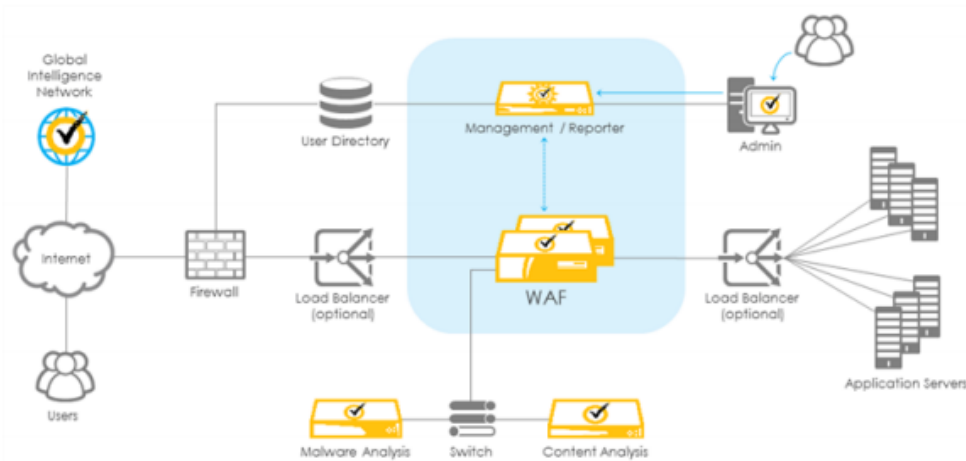 Global
Intelligence
Network
User Directory
Management / Reporter
Admin
Internet
Firewall
Load Balancer
(optional)
WAF
Load Balancer
(optional)
Application Servers
Users
Malware Analysis
Switch
Content Analysis